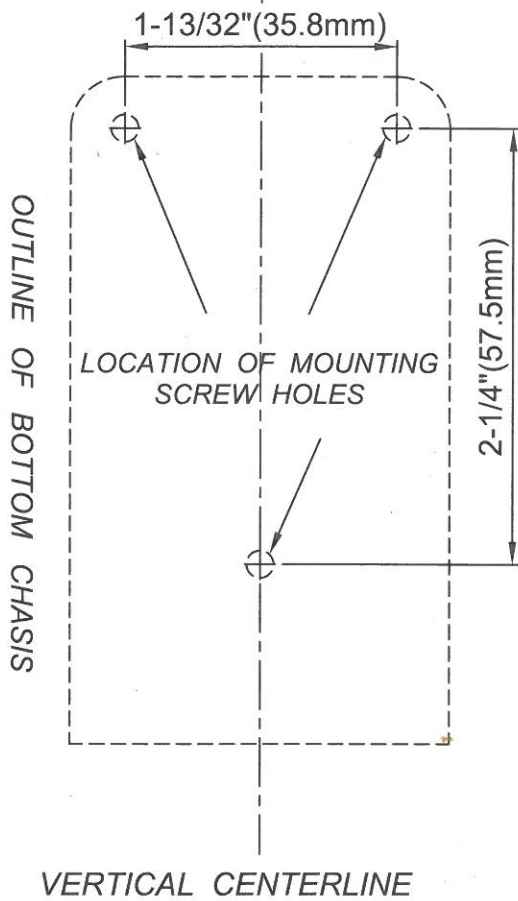 1-13/32"(35.8mm)
OUTLINE OF BOTTOM CHASIS
LOCATION OF MOUNTING
SCREW HOLES
2-1/4"(57.5mm)
VERTICAL CENTERLINE